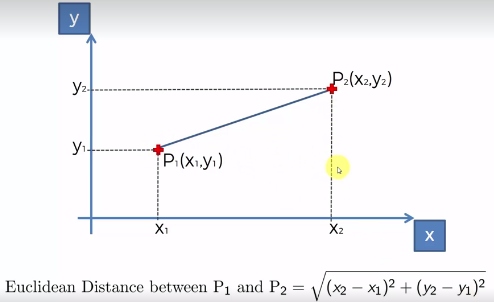 y
y₂
P₂(x₂,y₂)
y₁
P₁(x₁,y₁)
x₁
x₂
x
Euclidean Distance between P₁ and P₂ = √(x₂ − x₁)² + (y₂ − y₁)²